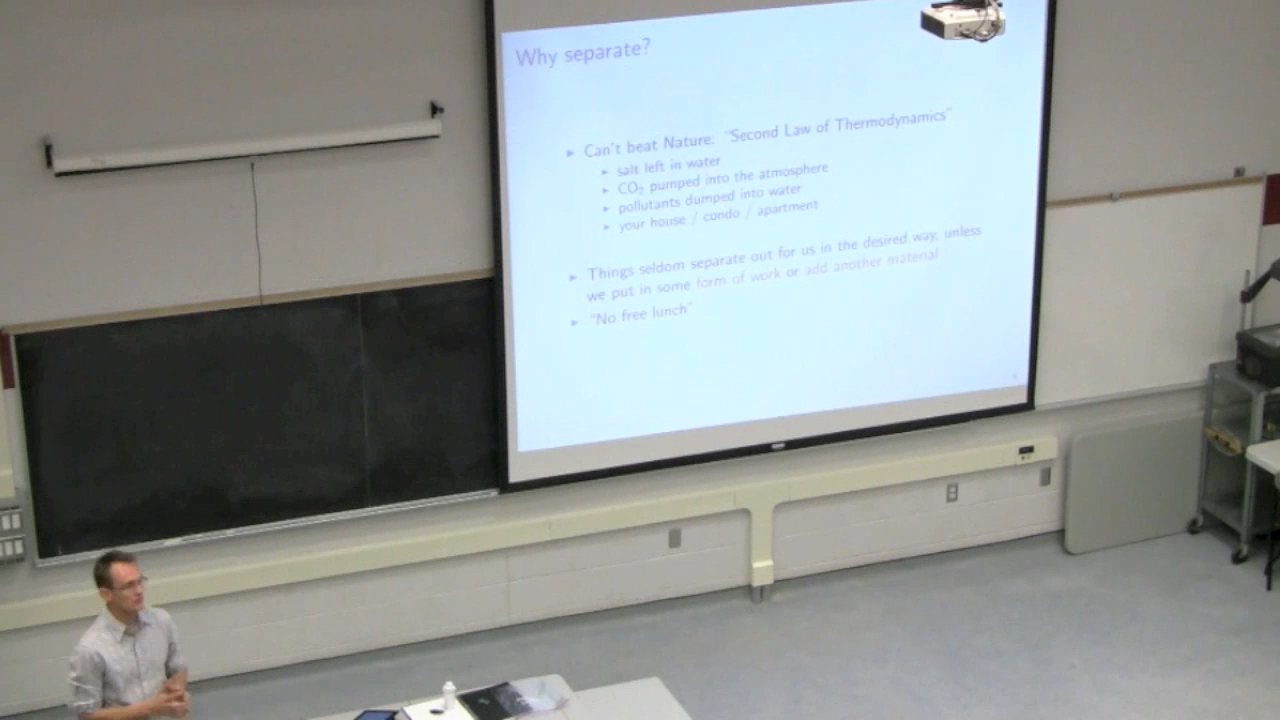 Why separate?
▸ Can't beat Nature: "Second Law of Thermodynamics"
▸ salt left in water
▸ CO₂ pumped into the atmosphere
▸ pollutants dumped into water
▸ your house / condo / apartment
▸ Things seldom separate out for us in the desired way, unless
we put in some form of work or add another material
▸ "No free lunch"